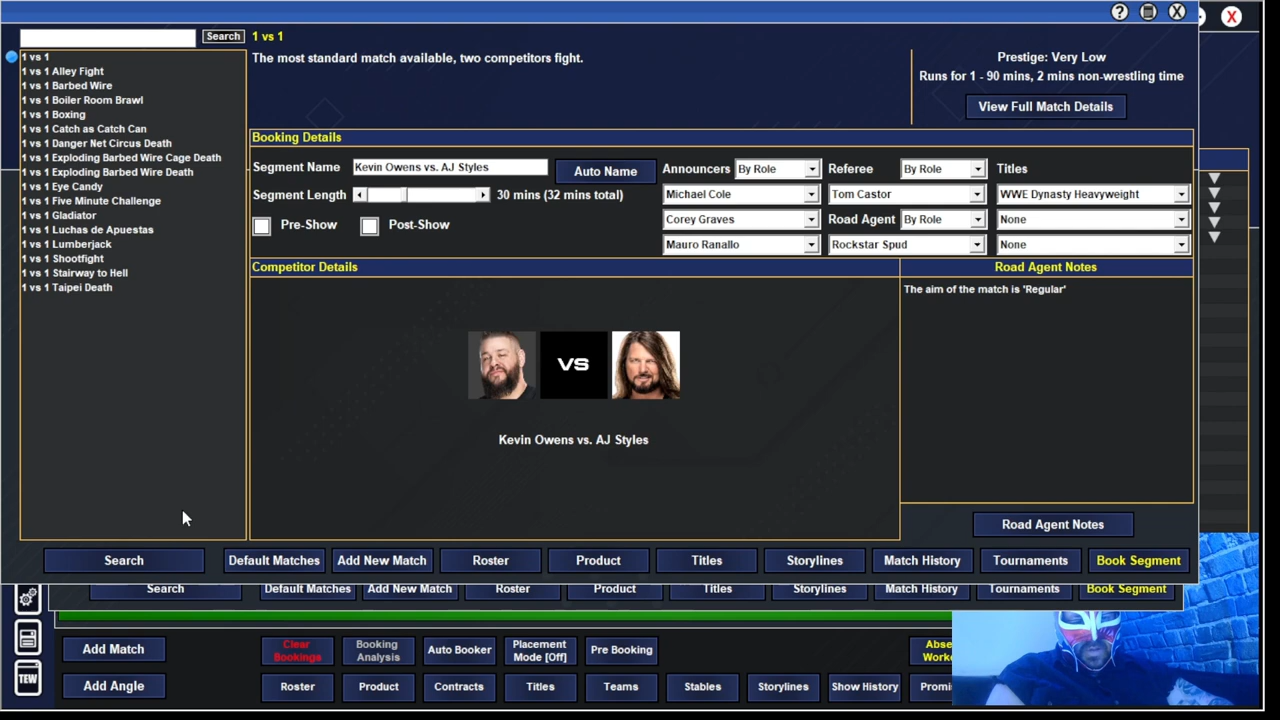 ?
X
X
Search
1 vs 1
1 vs 1
1 vs 1 Alley Fight
1 vs 1 Barbed Wire
1 vs 1 Boiler Room Brawl
1 vs 1 Boxing
1 vs 1 Catch as Catch Can
1 vs 1 Danger Net Circus Death
1 vs 1 Exploding Barbed Wire Cage Death
1 vs 1 Exploding Barbed Wire Death
1 vs 1 Eye Candy
1 vs 1 Five Minute Challenge
1 vs 1 Gladiator
1 vs 1 Luchas de Apuestas
1 vs 1 Lumberjack
1 vs 1 Shootfight
1 vs 1 Stairway to Hell
1 vs 1 Taipei Death
The most standard match available, two competitors fight.
Prestige: Very Low
Runs for 1 - 90 mins, 2 mins non-wrestling time
View Full Match Details
Booking Details
Segment Name Kevin Owens vs. AJ Styles Auto Name
Segment Length 30 mins (32 mins total)
Pre-Show Post-Show
Announcers By Role Referee By Role Titles
Michael Cole Tom Castor WWE Dynasty Heavyweight
Corey Graves Road Agent By Role None
Mauro Ranallo Rockstar Spud None
Competitor Details
VS
Kevin Owens vs. AJ Styles
Road Agent Notes
The aim of the match is 'Regular'
Road Agent Notes
Search Default Matches Add New Match Roster Product Titles Storylines Match History Tournaments Book Segment
Search Default Matches Add New Match Roster Product Titles Storylines Match History Tournaments Book Segment
Add Match Clear Bookings Booking Analysis Auto Booker Placement Mode [Off] Pre Booking
TEW Add Angle Roster Product Contracts Titles Teams Stables Storylines Show History